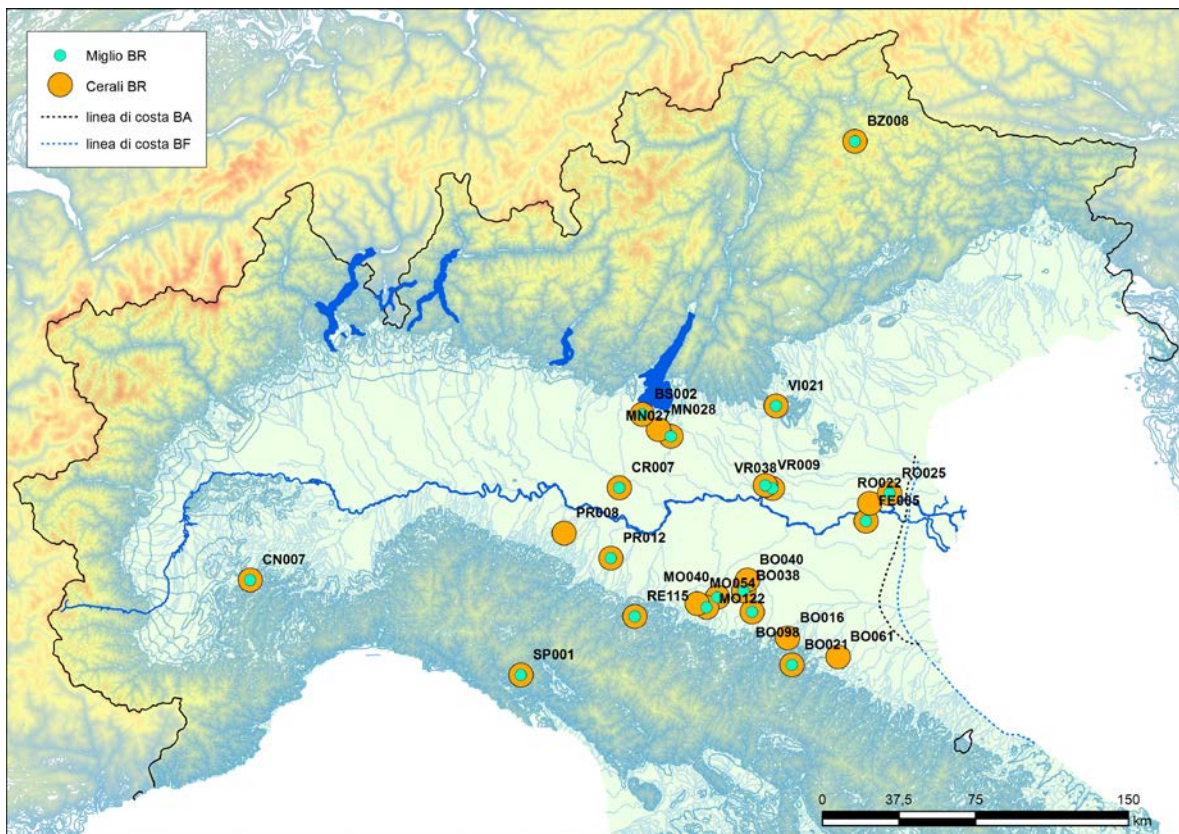 Miglio BR
Cerali BR
linea di costa BA
linea di costa BF
BZ008
BS002
VI021
MN027
MN028
CR007
VR038
VR009
RO025
RO022
FE005
PR008
PR012
CN007
BO040
MO040
MO054
BO038
RE115
MO122
BO016
BO098
BO061
BO021
SP001
0
37,5
75
150
km